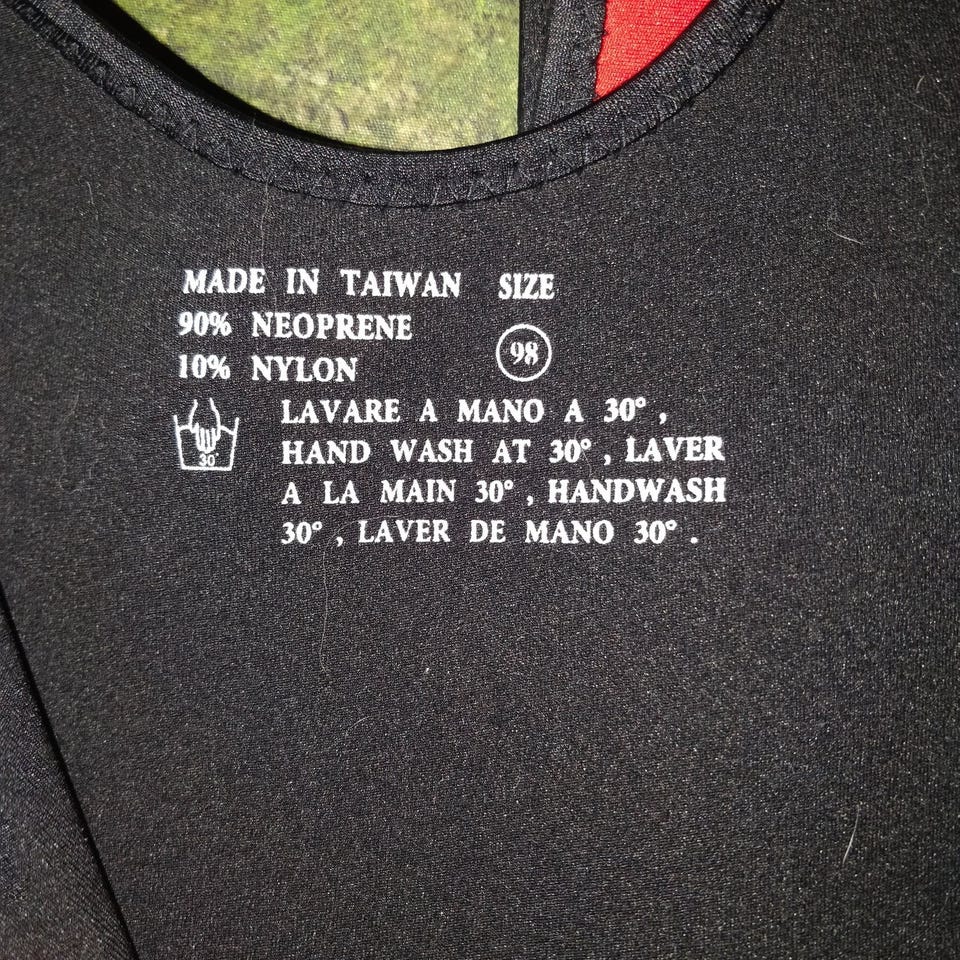 MADE IN TAIWAN SIZE
90% NEOPRENE
98
10% NYLON
LAVARE A MANO A 30° ,
HAND WASH AT 30° , LAVER
30°
A LA MAIN 30° , HANDWASH
30° , LAVER DE MANO 30° .